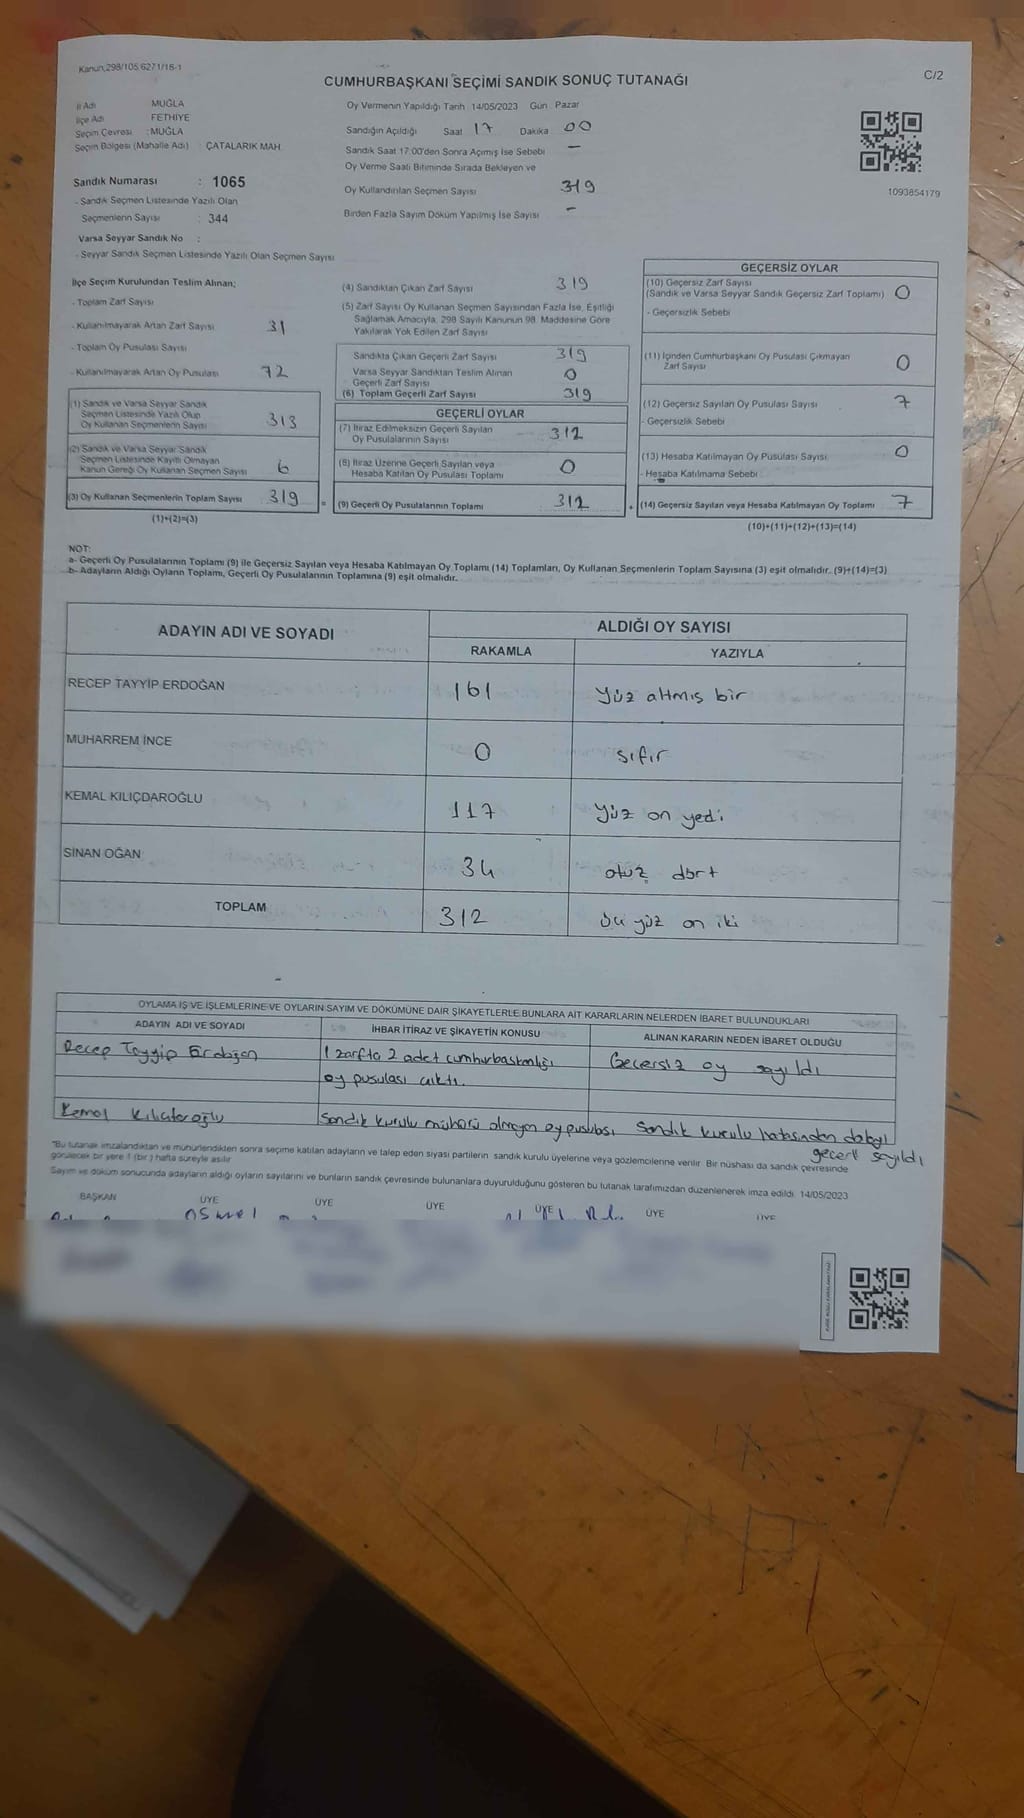 Kanun,298/105,6271/18-1
C/2
CUMHURBAŞKANI SEÇİMİ SANDIK SONUÇ TUTANAĞI
İl Adı MUĞLA
İlçe Adı FETHİYE
Seçim Çevresi : MUĞLA
Seçim Bölgesi (Mahalle Adı) : ÇATALARIK MAH.
Sandık Numarası : 1065
- Sandık Seçmen Listesinde Yazılı Olan
Seçmenlerin Sayısı : 344
Varsa Seyyar Sandık No :
- Seyyar Sandık Seçmen Listesinde Yazılı Olan Seçmen Sayısı
Oy Vermenin Yapıldığı Tarih 14/05/2023 Gün Pazar
Sandığın Açıldığı Saat 17 Dakika 00
Sandık Saat 17:00'den Sonra Açımış İse Sebebi —
Oy Verme Saati Bitiminde Sırada Bekleyen ve
Oy Kullandırılan Seçmen Sayısı 319
Birden Fazla Sayım Döküm Yapılmış İse Sayısı —
1093854179
İlçe Seçim Kurulundan Teslim Alınan;
- Toplam Zarf Sayısı
- Kullanılmayarak Artan Zarf Sayısı 31
- Toplam Oy Pusulası Sayısı
- Kullanılmayarak Artan Oy Pusulası 72
(1) Sandık ve Varsa Seyyar Sandık
Seçmen Listesinde Yazılı Olup
Oy Kullanan Seçmenlerin Sayısı 313
(2) Sandık ve Varsa Seyyar Sandık
Seçmen Listesinde Kayıtlı Olmayan
Kanun Gereği Oy Kullanan Seçmen Sayısı 6
(3) Oy Kullanan Seçmenlerin Toplam Sayısı 319 =
(1)+(2)=(3)
(4) Sandıktan Çıkan Zarf Sayısı 319
(5) Zarf Sayısı Oy Kullanan Seçmen Sayısından Fazla İse, Eşitliği
Sağlamak Amacıyla, 298 Sayılı Kanunun 98. Maddesine Göre
Yakılarak Yok Edilen Zarf Sayısı
Sandıkta Çıkan Geçerli Zarf Sayısı 319
Varsa Seyyar Sandıktan Teslim Alınan
Geçerli Zarf Sayısı 0
(6) Toplam Geçerli Zarf Sayısı 319
GEÇERLİ OYLAR
(7) İtiraz Edilmeksizin Geçerli Sayılan
Oy Pusulalarının Sayısı 312
(8) İtiraz Üzerine Geçerli Sayılan veya
Hesaba Katılan Oy Pusulası Toplamı 0
(9) Geçerli Oy Pusulalarının Toplamı 312 +
GEÇERSİZ OYLAR
(10) Geçersiz Zarf Sayısı
(Sandık ve Varsa Seyyar Sandık Geçersiz Zarf Toplamı) 0
- Geçersizlik Sebebi
(11) İçinden Cumhurbaşkanı Oy Pusulası Çıkmayan
Zarf Sayısı 0
(12) Geçersiz Sayılan Oy Pusulası Sayısı 7
- Geçersizlik Sebebi
(13) Hesaba Katılmayan Oy Pusulası Sayısı 0
- Hesaba Katılmama Sebebi
(14) Geçersiz Sayılan veya Hesaba Katılmayan Oy Toplamı 7
(10)+(11)+(12)+(13)=(14)
NOT:
a- Geçerli Oy Pusulalarının Toplamı (9) ile Geçersiz Sayılan veya Hesaba Katılmayan Oy Toplamı (14) Toplamları, Oy Kullanan Seçmenlerin Toplam Sayısına (3) eşit olmalıdır. (9)+(14)=(3)
b- Adayların Aldığı Oyların Toplamı, Geçerli Oy Pusulalarının Toplamına (9) eşit olmalıdır.
ADAYIN ADI VE SOYADI ALDIĞI OY SAYISI
RAKAMLA YAZIYLA
RECEP TAYYİP ERDOĞAN 161 Yüz altmış bir
MUHARREM İNCE 0 sıfır
KEMAL KILIÇDAROĞLU 117 Yüz on yedi
SİNAN OĞAN 34 otuz dört
TOPLAM 312 üç yüz on iki
OYLAMA İŞ VE İŞLEMLERİNE VE OYLARIN SAYIM VE DÖKÜMÜNE DAİR ŞİKAYETLERLE BUNLARA AİT KARARLARIN NELERDEN İBARET BULUNDUKLARI
ADAYIN ADI VE SOYADI İHBAR İTİRAZ VE ŞİKAYETİN KONUSU ALINAN KARARIN NEDEN İBARET OLDUĞU
Recep Tayyip Erdoğan 1 zarfta 2 adet cumhurbaşkanlığı Geçersiz oy sayıldı
oy pusulası çıktı.
Kemal Kılıçdaroğlu Sandık kurulu mührü olmayan oy pusulası Sandık kurulu hatasından dolayı
geçerli sayıldı
"Bu tutanak imzalandıktan ve mühürlendikten sonra seçime katılan adayların ve talep eden siyasi partilerin sandık kurulu üyelerine veya gözlemcilerine verilir. Bir nüshası da sandık çevresinde
görülecek bir yere 1 (bir) hafta süreyle asılır.
Sayım ve döküm sonucunda adayların aldığı oyların sayılarını ve bunların sandık çevresinde bulunanlara duyurulduğunu gösteren bu tutanak tarafımızdan düzenlenerek imza edildi. 14/05/2023
BAŞKAN ÜYE ÜYE ÜYE ÜYE ÜYE ÜYE